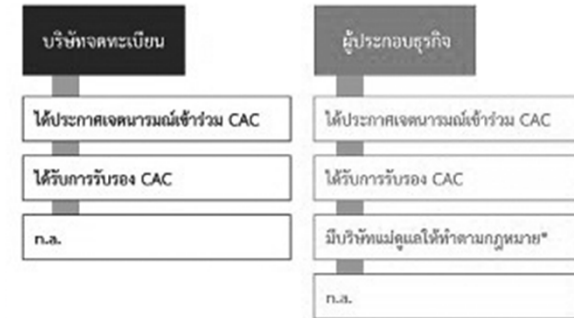 บริษัทจดทะเบียน
ได้ประกาศเจตนารมณ์เข้าร่วม CAC
ได้รับการรับรอง CAC
n.a.
ผู้ประกอบธุรกิจ
ได้ประกาศเจตนารมณ์เข้าร่วม CAC
ได้รับการรับรอง CAC
มีบริษัทแม่ดูแลให้ทำตามกฎหมาย*
n.a.